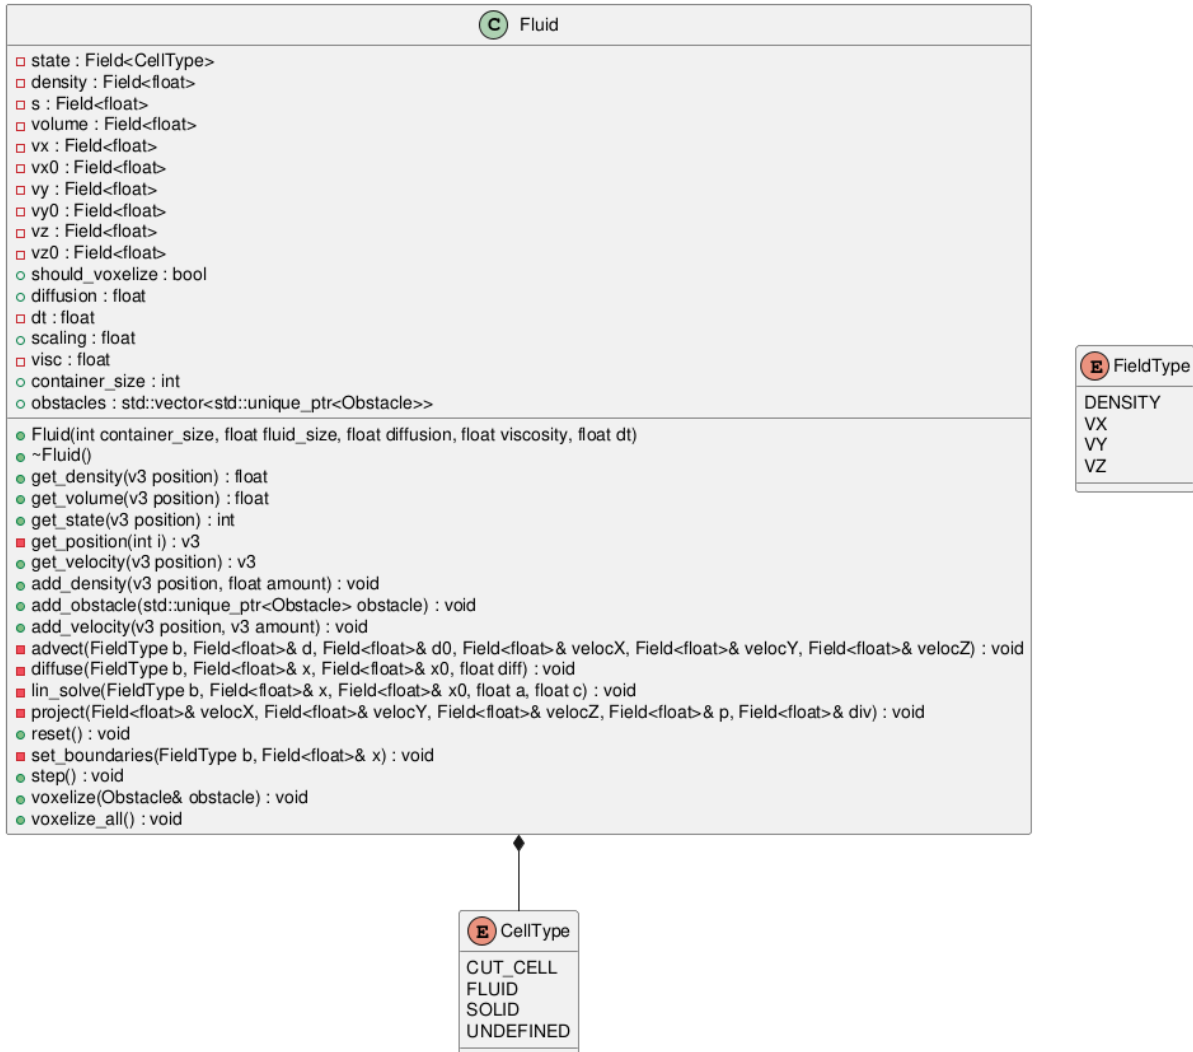 C Fluid
state : Field<CellType>
density : Field<float>
s : Field<float>
volume : Field<float>
vx : Field<float>
vx0 : Field<float>
vy : Field<float>
vy0 : Field<float>
vz : Field<float>
vz0 : Field<float>
should_voxelize : bool
diffusion : float
dt : float
scaling : float
visc : float
container_size : int
obstacles : std::vector<std::unique_ptr<Obstacle>>
Fluid(int container_size, float fluid_size, float diffusion, float viscosity, float dt)
~Fluid()
get_density(v3 position) : float
get_volume(v3 position) : float
get_state(v3 position) : int
get_position(int i) : v3
get_velocity(v3 position) : v3
add_density(v3 position, float amount) : void
add_obstacle(std::unique_ptr<Obstacle> obstacle) : void
add_velocity(v3 position, v3 amount) : void
advect(FieldType b, Field<float>& d, Field<float>& d0, Field<float>& velocX, Field<float>& velocY, Field<float>& velocZ) : void
diffuse(FieldType b, Field<float>& x, Field<float>& x0, float diff) : void
lin_solve(FieldType b, Field<float>& x, Field<float>& x0, float a, float c) : void
project(Field<float>& velocX, Field<float>& velocY, Field<float>& velocZ, Field<float>& p, Field<float>& div) : void
reset() : void
set_boundaries(FieldType b, Field<float>& x) : void
step() : void
voxelize(Obstacle& obstacle) : void
voxelize_all() : void
E FieldType
DENSITY
VX
VY
VZ
E CellType
CUT_CELL
FLUID
SOLID
UNDEFINED